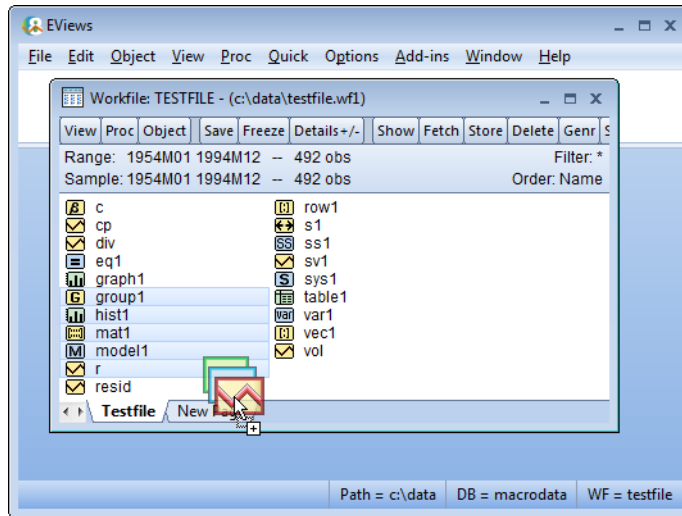 EViews
File Edit Object View Proc Quick Options Add-ins Window Help
Workfile: TESTFILE - (c:\data\testfile.wf1)
View Proc Object Save Freeze Details+/- Show Fetch Store Delete Genr S
Range: 1954M01 1994M12 -- 492 obs Filter: *
Sample: 1954M01 1994M12 -- 492 obs Order: Name
β c [:] row1
cp s1
div SS ss1
= eq1 sv1
graph1 S sys1
G group1 table1
hist1 var var1
mat1 [:] vec1
M model1 vol
r
resid
Testfile New
Path = c:\data DB = macrodata WF = testfile